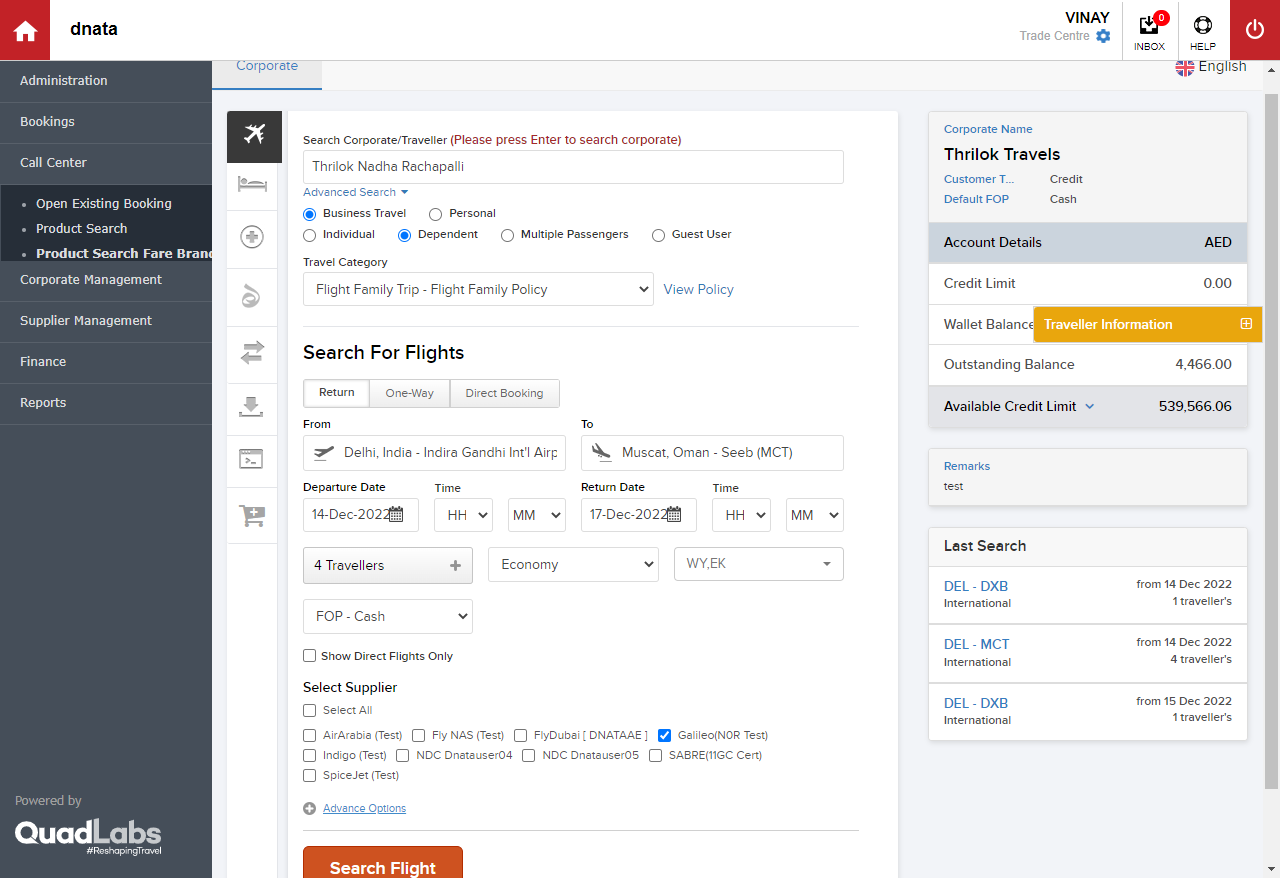 dnata
VINAY
Trade Centre
0
INBOX
HELP
Administration
Bookings
Call Center
Open Existing Booking
Product Search
Product Search Fare Bran
Corporate Management
Supplier Management
Finance
Reports
Powered by
QuadLabs
#ReshapingTravel
Corporate
English
Search Corporate/Traveller (Please press Enter to search corporate)
Thrilok Nadha Rachapalli
Advanced Search
Business Travel Personal
Individual Dependent Multiple Passengers Guest User
Travel Category
Flight Family Trip - Flight Family Policy View Policy
Search For Flights
Return One-Way Direct Booking
From To
Delhi, India - Indira Gandhi Int'l Airp Muscat, Oman - Seeb (MCT)
Departure Date Time Return Date Time
14-Dec-2022 HH MM 17-Dec-2022 HH MM
4 Travellers Economy WY,EK
FOP - Cash
Show Direct Flights Only
Select Supplier
Select All
AirArabia (Test) Fly NAS (Test) FlyDubai [ DNATAAE ] Galileo(N0R Test)
Indigo (Test) NDC Dnatauser04 NDC Dnatauser05 SABRE(11GC Cert)
SpiceJet (Test)
Advance Options
Search Flight
Corporate Name
Thrilok Travels
Customer T... Credit
Default FOP Cash
Account Details AED
Credit Limit 0.00
Wallet Balance
Traveller Information
Outstanding Balance 4,466.00
Available Credit Limit 539,566.06
Remarks
test
Last Search
DEL - DXB from 14 Dec 2022
International 1 traveller's
DEL - MCT from 14 Dec 2022
International 4 traveller's
DEL - DXB from 15 Dec 2022
International 1 traveller's